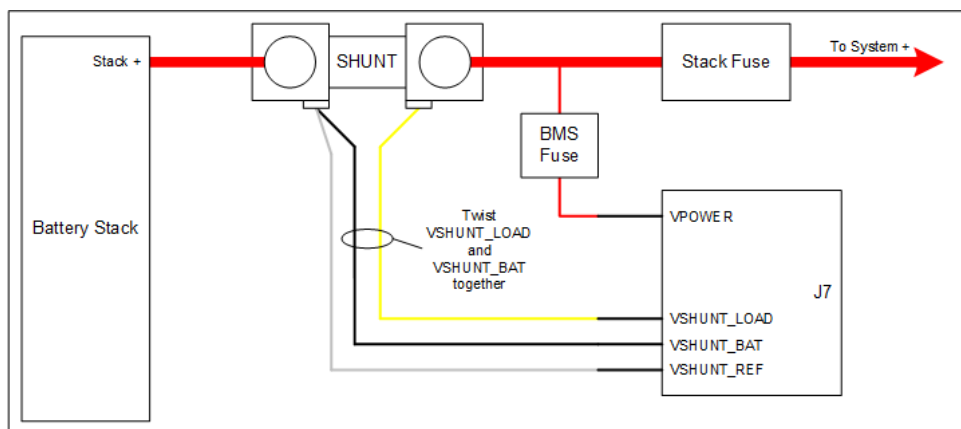 Stack +
SHUNT
Stack Fuse
To System +
BMS
Fuse
Battery Stack
Twist
VSHUNT_LOAD
and
VSHUNT_BAT
together
VPOWER
J7
VSHUNT_LOAD
VSHUNT_BAT
VSHUNT_REF